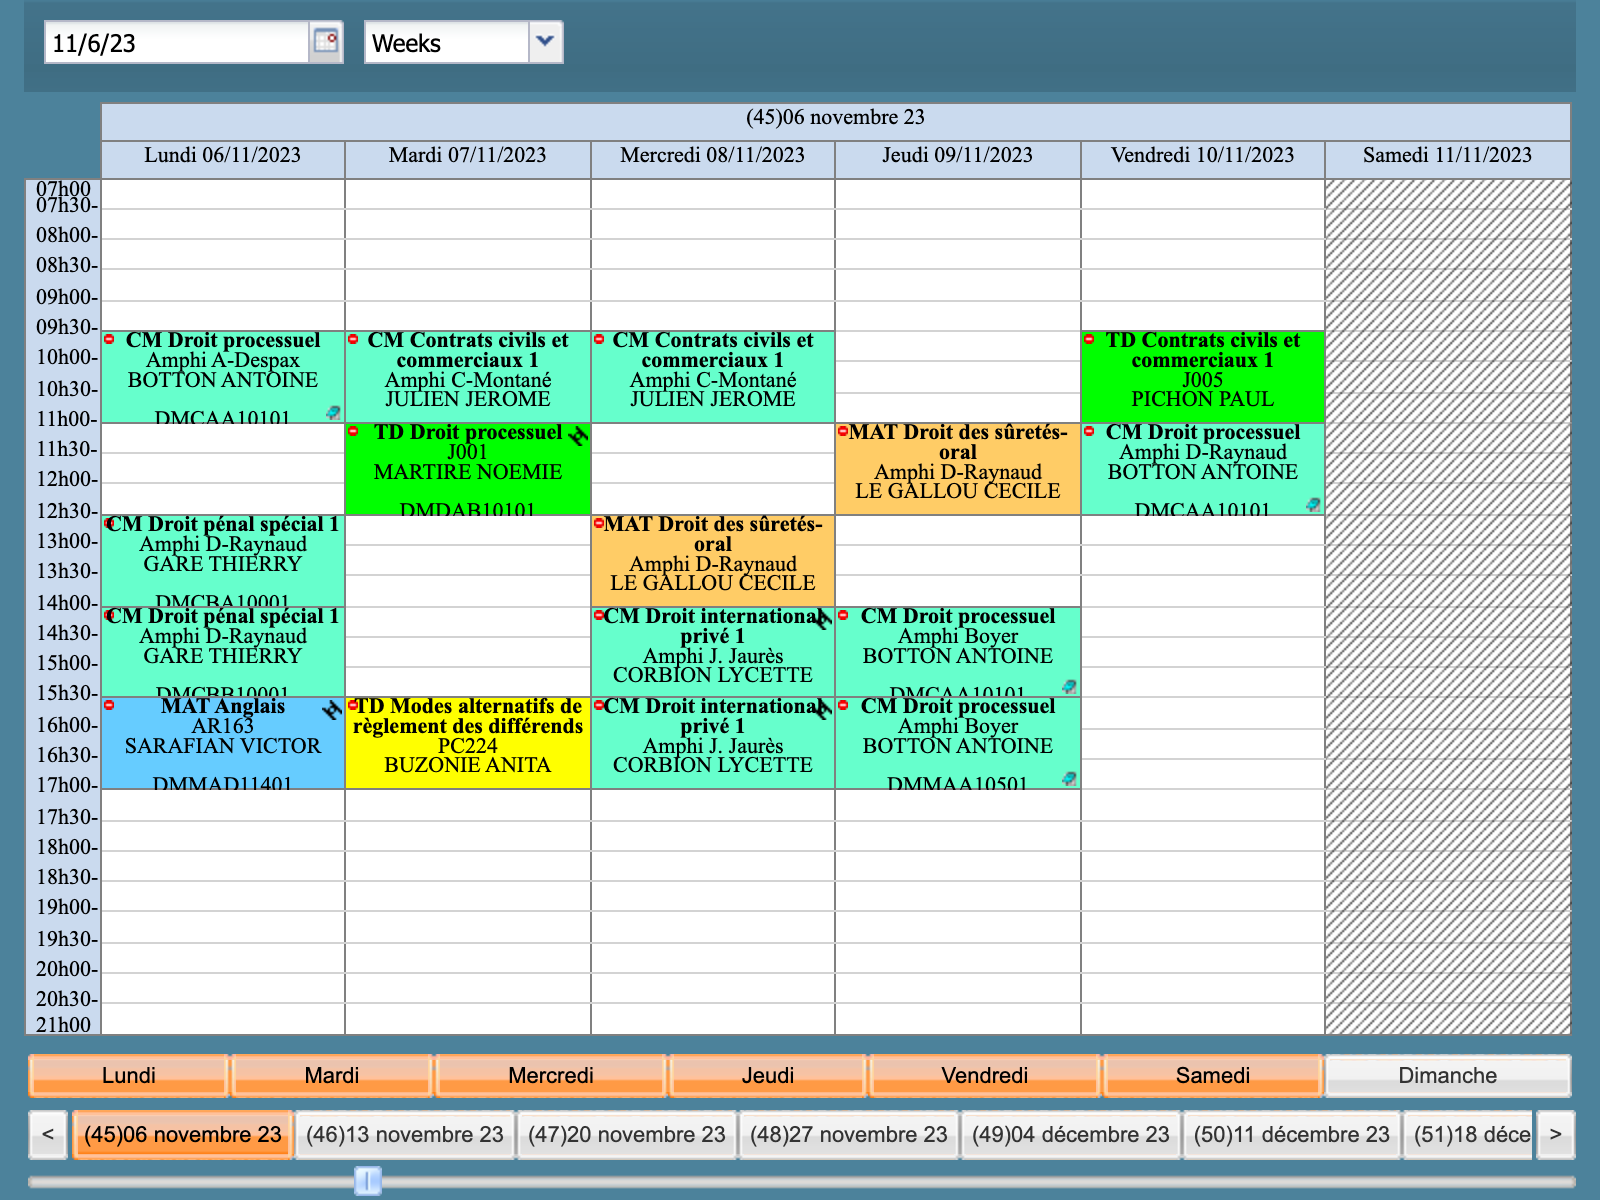 11/6/23
Weeks
(45)06 novembre 23
Lundi 06/11/2023
Mardi 07/11/2023
Mercredi 08/11/2023
Jeudi 09/11/2023
Vendredi 10/11/2023
Samedi 11/11/2023
07h00
07h30-
08h00-
08h30-
09h00-
09h30-
10h00-
10h30-
11h00-
11h30-
12h00-
12h30-
13h00-
13h30-
14h00-
14h30-
15h00-
15h30-
16h00-
16h30-
17h00-
17h30-
18h00-
18h30-
19h00-
19h30-
20h00-
20h30-
21h00
CM Droit processuel
Amphi A-Despax
BOTTON ANTOINE
DMCAA10101
CM Droit pénal spécial 1
Amphi D-Raynaud
GARE THIERRY
DMCBA10001
CM Droit pénal spécial 1
Amphi D-Raynaud
GARE THIERRY
DMCBB10001
MAT Anglais
AR163
SARAFIAN VICTOR
DMMAD11401
CM Contrats civils et
commerciaux 1
Amphi C-Montané
JULIEN JEROME
TD Droit processuel
J001
MARTIRE NOEMIE
DMDAB10101
TD Modes alternatifs de
règlement des différends
PC224
BUZONIE ANITA
CM Contrats civils et
commerciaux 1
Amphi C-Montané
JULIEN JEROME
MAT Droit des sûretés-
oral
Amphi D-Raynaud
LE GALLOU CECILE
CM Droit international
privé 1
Amphi J. Jaurès
CORBION LYCETTE
CM Droit international
privé 1
Amphi J. Jaurès
CORBION LYCETTE
MAT Droit des sûretés-
oral
Amphi D-Raynaud
LE GALLOU CECILE
CM Droit processuel
Amphi Boyer
BOTTON ANTOINE
DMCAA10101
CM Droit processuel
Amphi Boyer
BOTTON ANTOINE
DMMAA10501
TD Contrats civils et
commerciaux 1
J005
PICHON PAUL
CM Droit processuel
Amphi D-Raynaud
BOTTON ANTOINE
DMCAA10101
Lundi
Mardi
Mercredi
Jeudi
Vendredi
Samedi
Dimanche
<
(45)06 novembre 23
(46)13 novembre 23
(47)20 novembre 23
(48)27 novembre 23
(49)04 décembre 23
(50)11 décembre 23
(51)18 déce
>